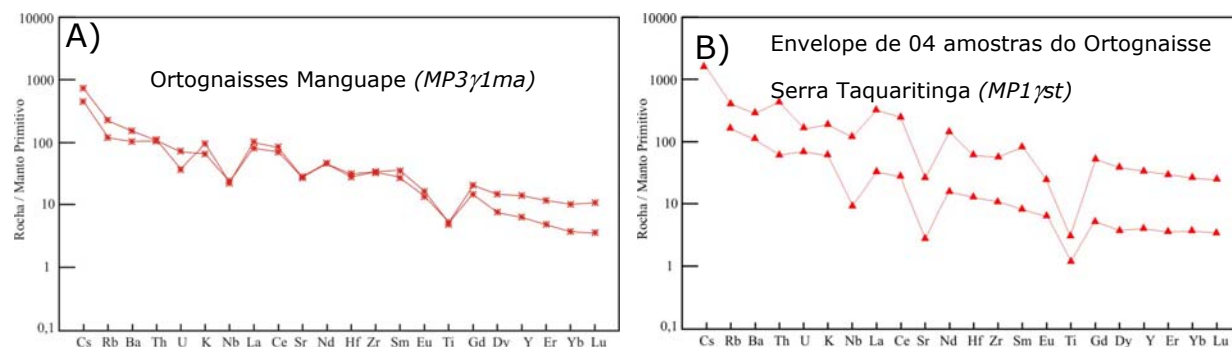 A)
Ortognaisses Manguape (MP3γ1ma)
Rocha / Manto Primitivo
10000
1000
100
10
1
0,1
Cs Rb Ba Th U K Nb La Ce Sr Nd Hf Zr Sm Eu Ti Gd Dy Y Er Yb Lu
B)
Envelope de 04 amostras do Ortognaisse
Serra Taquaritinga (MP1γst)
Rocha / Manto Primitivo
10000
1000
100
10
1
0,1
Cs Rb Ba Th U K Nb La Ce Sr Nd Hf Zr Sm Eu Ti Gd Dy Y Er Yb Lu